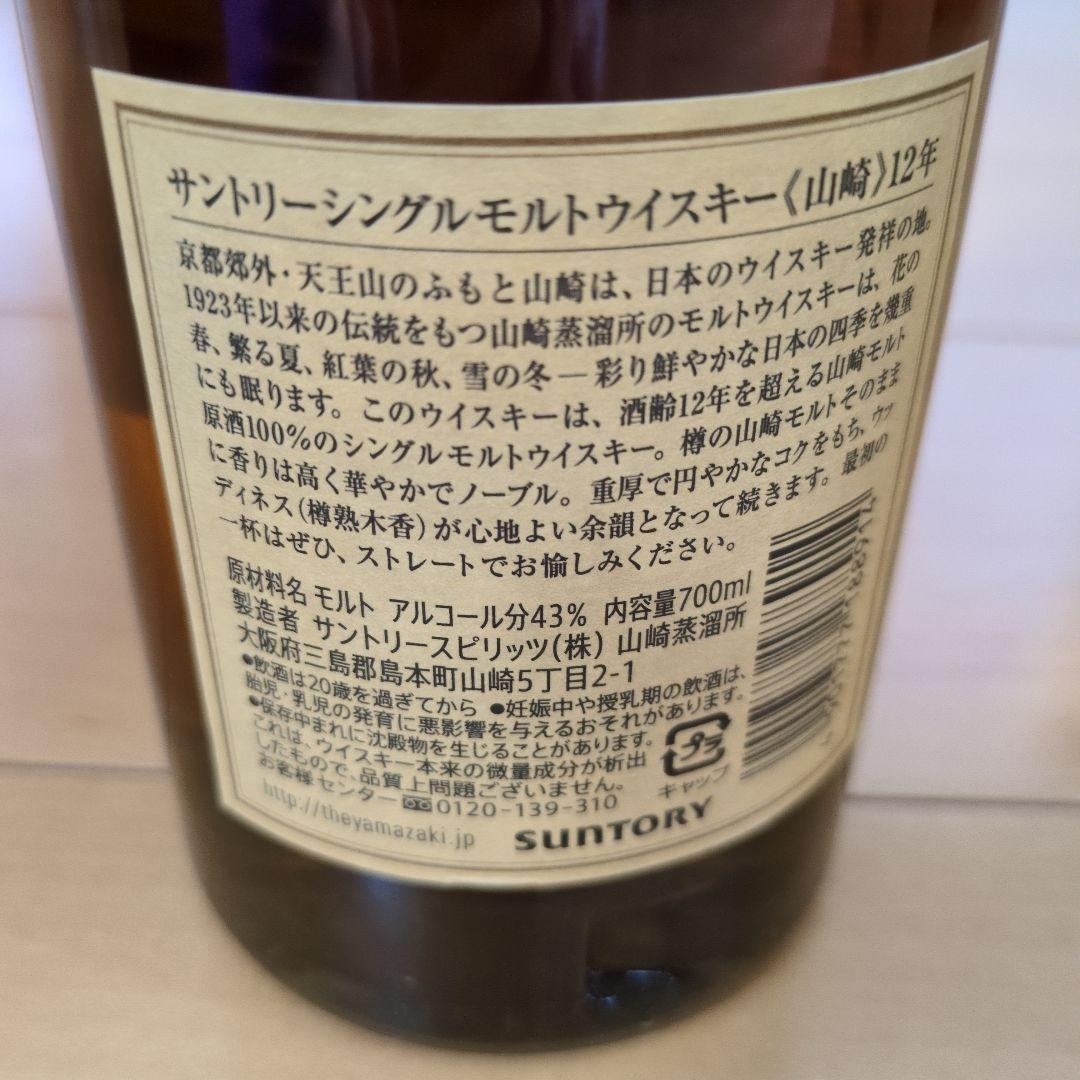 サントリーシングルモルトウイスキー《山崎》12年
京都郊外・天王山のふもと山崎は、日本のウイスキー発祥の地。
1923年以来の伝統をもつ山崎蒸溜所のモルトウイスキーは、花の
春、繁る夏、紅葉の秋、雪の冬―彩り鮮やかな日本の四季を幾重
にも眠ります。このウイスキーは、酒齢12年を超える山崎モルト
原酒100%のシングルモルトウイスキー。樽の山崎モルトそのまま
に香りは高く華やかでノーブル。重厚で円やかなコクをもち、ウッ
ディネス(樽熟木香)が心地よい余韻となって続きます。最初の
一杯はぜひ、ストレートでお愉しみください。
原材料名 モルト アルコール分43% 内容量700ml
製造者 サントリースピリッツ(株) 山崎蒸溜所
大阪府三島郡島本町山崎5丁目2-1
●飲酒は20歳を過ぎてから ●妊娠中や授乳期の飲酒は、
胎児・乳児の発育に悪影響を与えるおそれがあります。
●保存中まれに沈殿物を生じることがあります。
これは、ウイスキー本来の微量成分が析出
したもので、品質上問題ございません。
お客様センター 0120-139-310
http://theyamazaki.jp
SUNTORY
プラ
キャップ